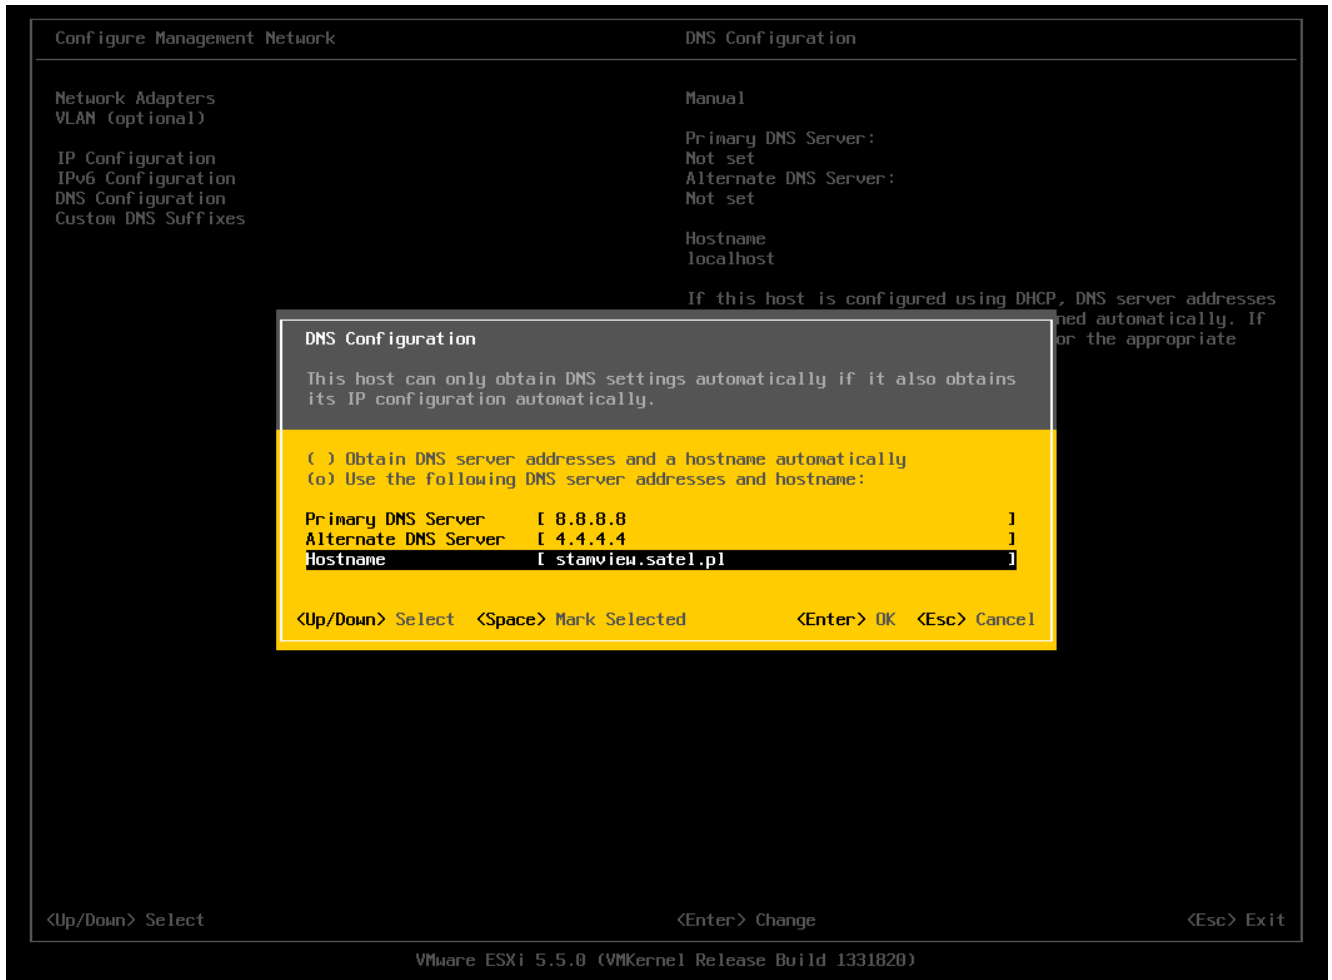 Configure Management Network
DNS Configuration
Network Adapters
VLAN (optional)
IP Configuration
IPv6 Configuration
DNS Configuration
Custom DNS Suffixes
Manual
Primary DNS Server:
Not set
Alternate DNS Server:
Not set
Hostname
localhost
If this host is configured using DHCP, DNS server addresses
ned automatically. If
or the appropriate
DNS Configuration
This host can only obtain DNS settings automatically if it also obtains
its IP configuration automatically.
( ) Obtain DNS server addresses and a hostname automatically
(o) Use the following DNS server addresses and hostname:
Primary DNS Server [ 8.8.8.8 ]
Alternate DNS Server [ 4.4.4.4 ]
Hostname [ stamview.satel.pl ]
<Up/Down> Select <Space> Mark Selected <Enter> OK <Esc> Cancel
<Up/Down> Select <Enter> Change <Esc> Exit
VMware ESXi 5.5.0 (VMKernel Release Build 1331820)